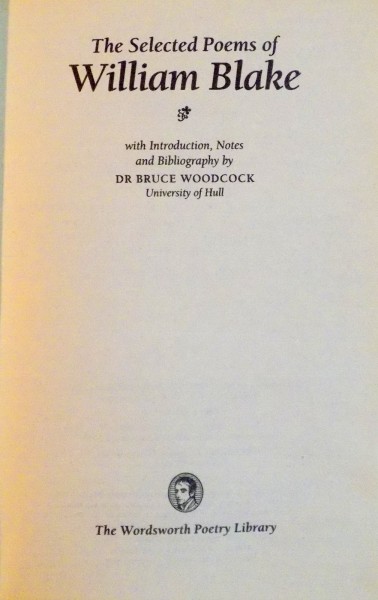 The Selected Poems of
William Blake
with Introduction, Notes
and Bibliography by
DR BRUCE WOODCOCK
University of Hull
The Wordsworth Poetry Library